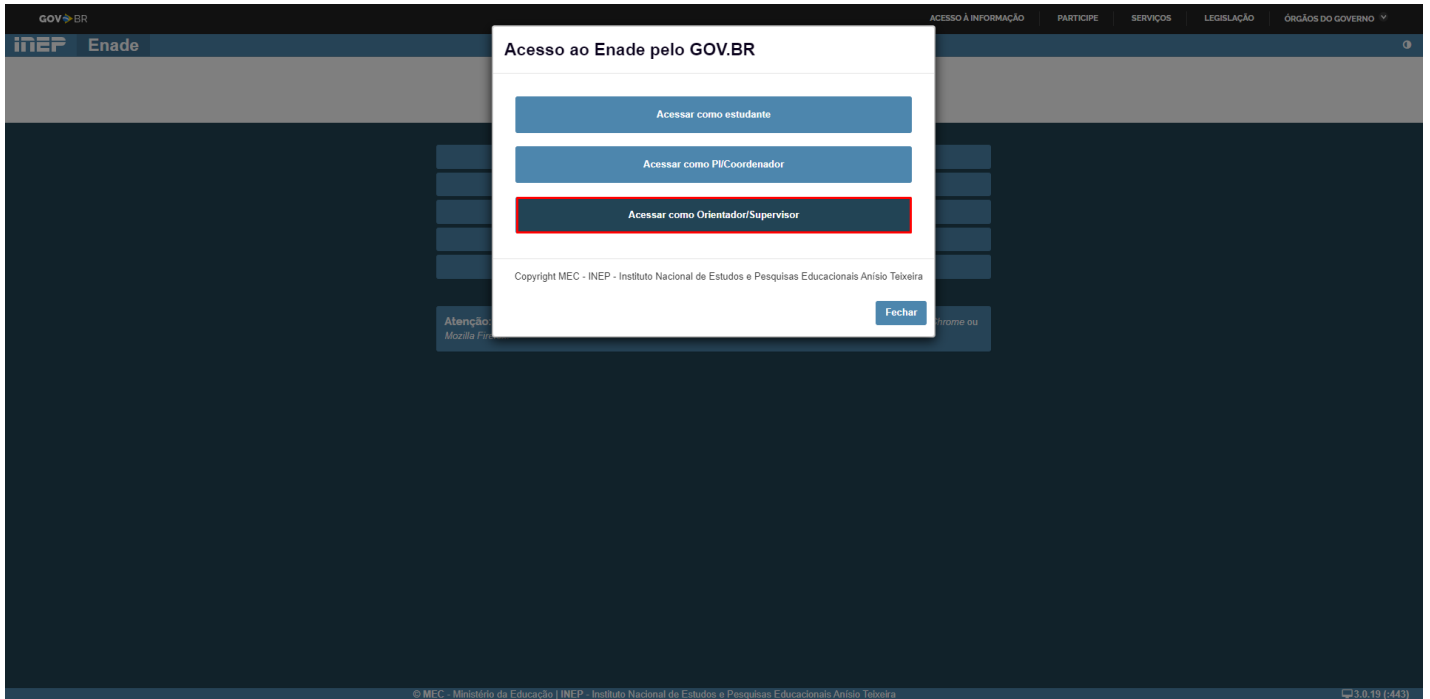 GOV BR
ACESSO À INFORMAÇÃO PARTICIPE SERVIÇOS LEGISLAÇÃO ÓRGÃOS DO GOVERNO
inep Enade
Acesso ao Enade pelo GOV.BR
Acessar como estudante
Acessar como PI/Coordenador
Acessar como Orientador/Supervisor
Copyright MEC - INEP - Instituto Nacional de Estudos e Pesquisas Educacionais Anísio Teixeira
Fechar
Atenção: hrome ou
Mozilla Fire
© MEC - Ministério da Educação | INEP - Instituto Nacional de Estudos e Pesquisas Educacionais Anísio Teixeira 3.0.19 (:443)